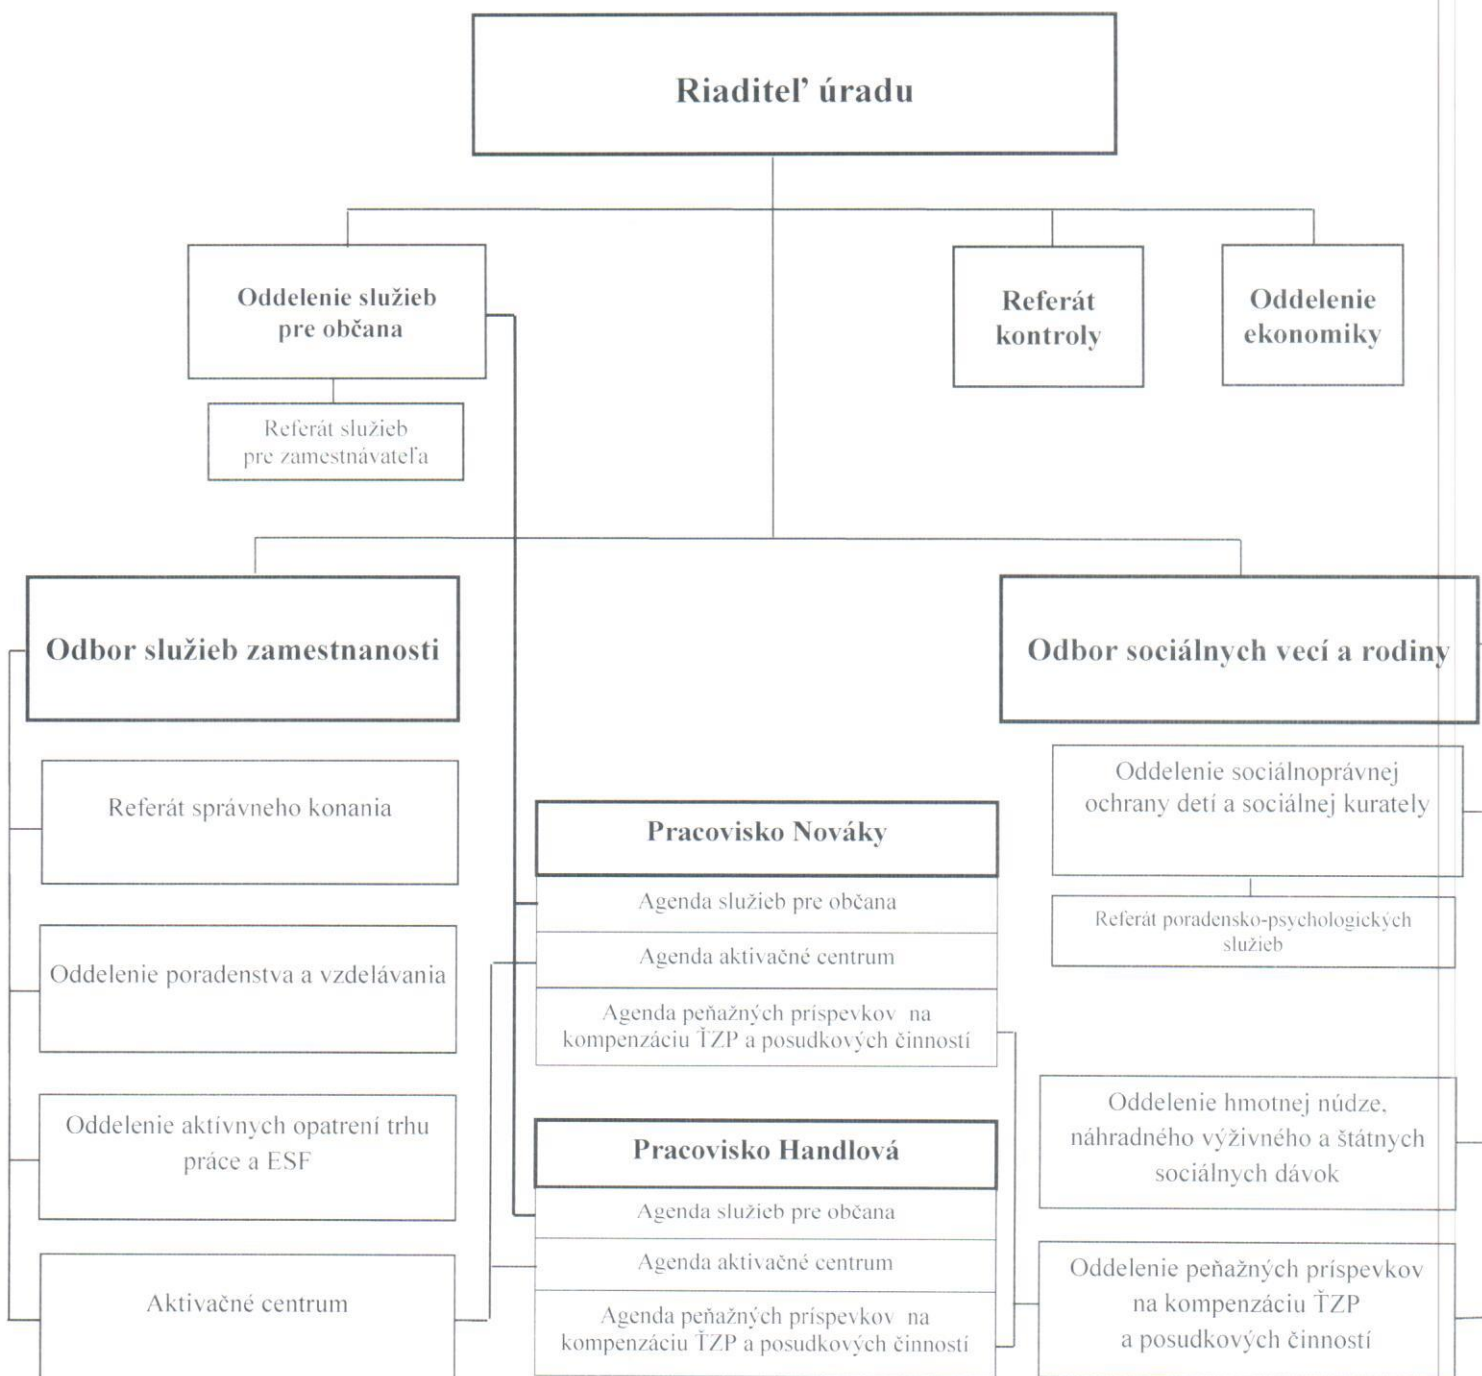 Riaditeľ úradu
Oddelenie služieb
pre občana
Referát
kontroly
Oddelenie
ekonomiky
Referát služieb
pre zamestnávateľa
Odbor služieb zamestnanosti
Referát správneho konania
Oddelenie poradenstva a vzdelávania
Oddelenie aktívnych opatrení trhu
práce a ESF
Aktivačné centrum
Pracovisko Nováky
Agenda služieb pre občana
Agenda aktivačné centrum
Agenda peňažných príspevkov na
kompenzáciu ŤZP a posudkových činností
Pracovisko Handlová
Agenda služieb pre občana
Agenda aktivačné centrum
Agenda peňažných príspevkov na
kompenzáciu ŤZP a posudkových činností
Odbor sociálnych vecí a rodiny
Oddelenie sociálnoprávnej
ochrany detí a sociálnej kurately
Referát poradensko-psychologických
služieb
Oddelenie hmotnej núdze,
náhradného výživného a štátnych
sociálnych dávok
Oddelenie peňažných príspevkov
na kompenzáciu ŤZP
a posudkových činností